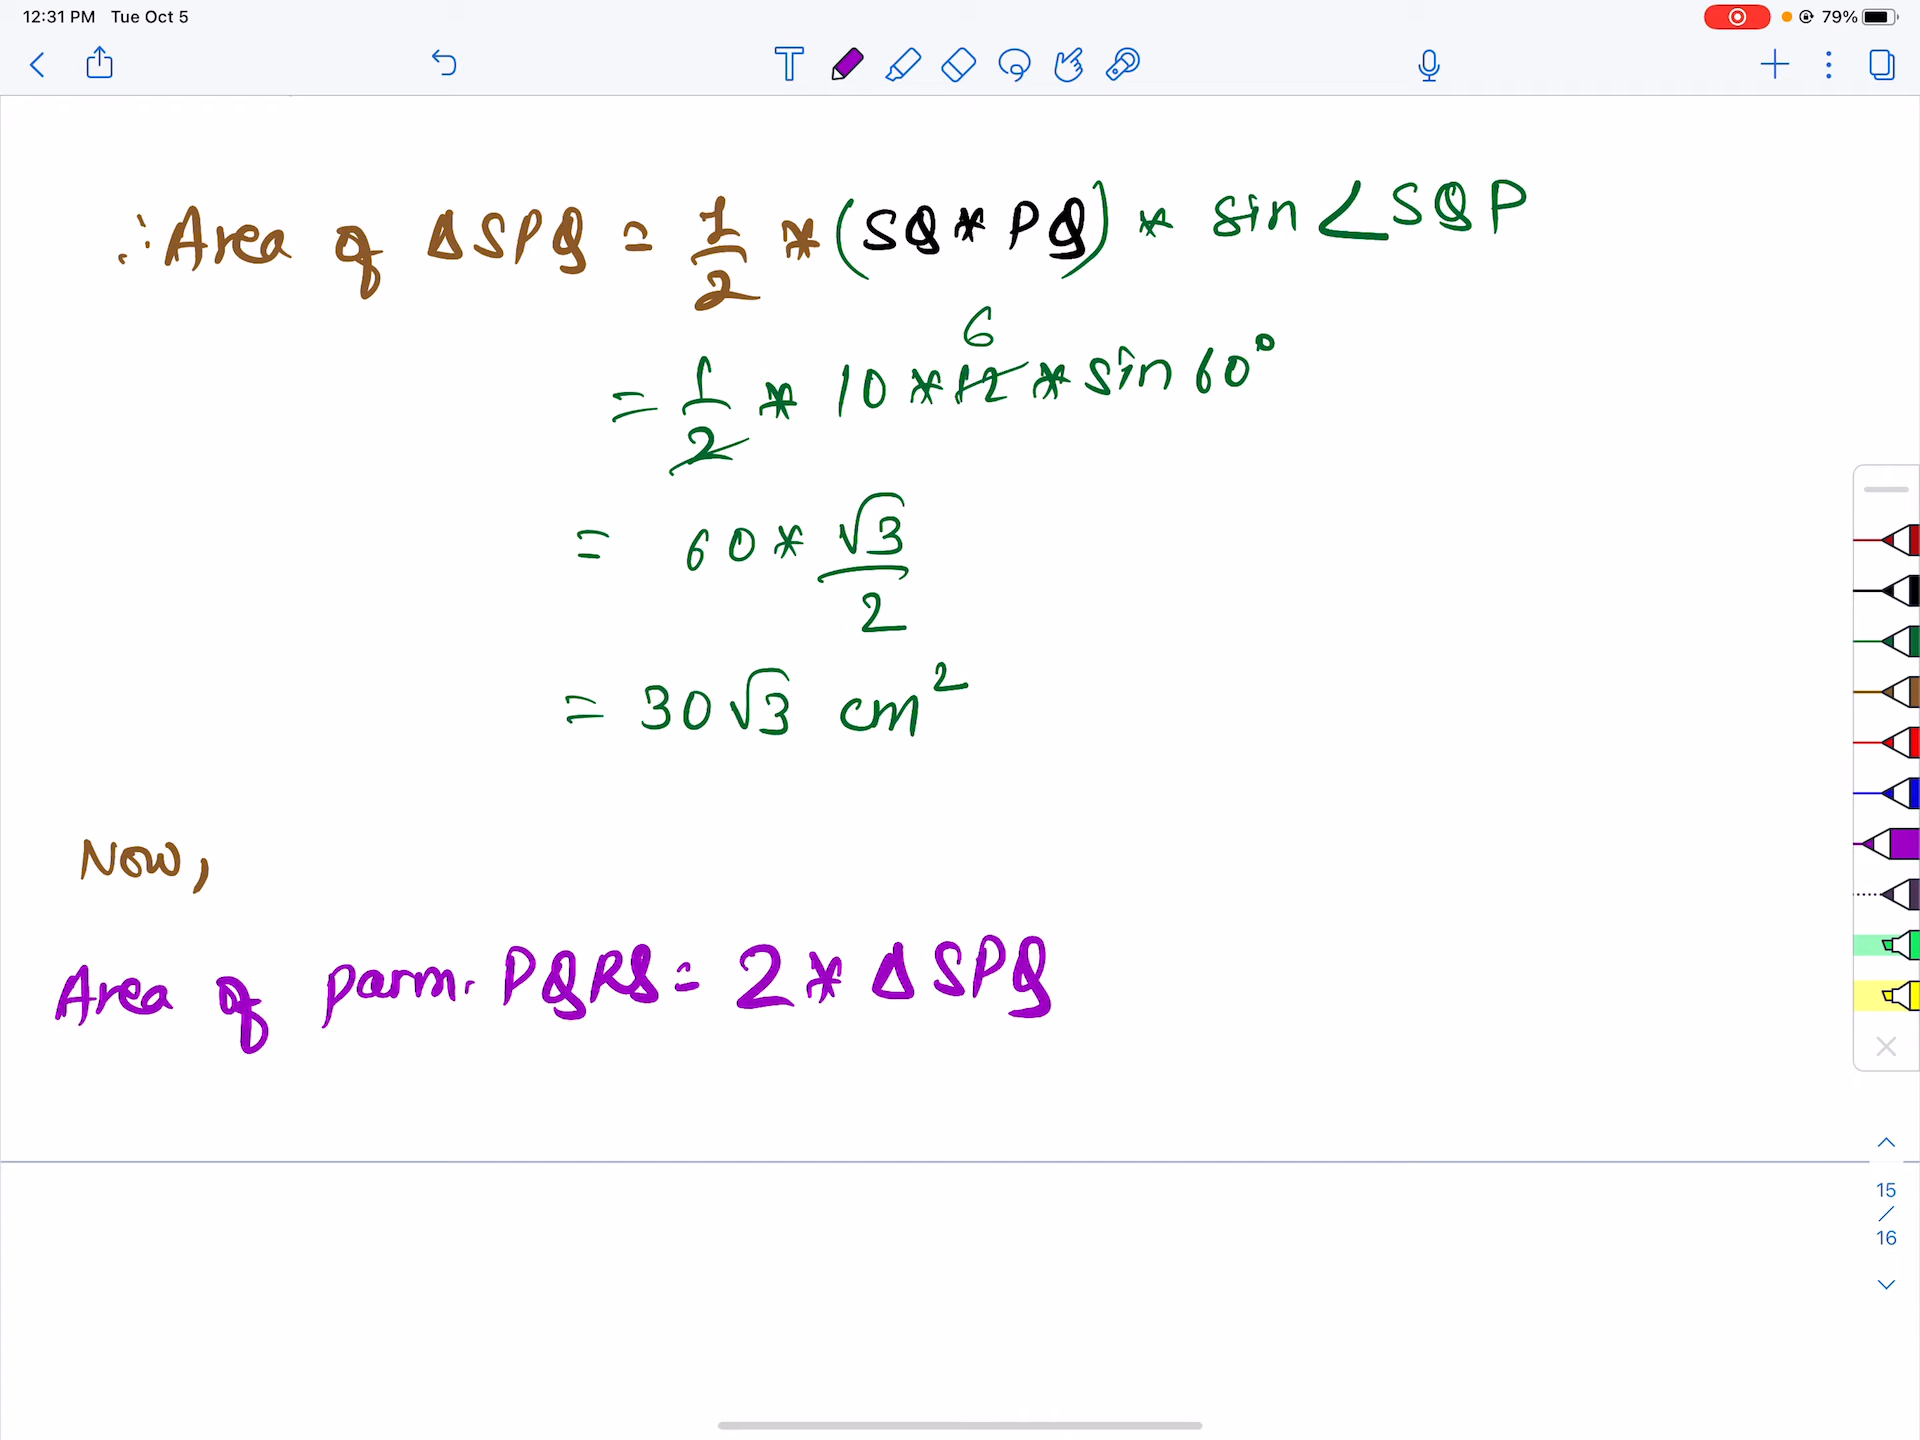 12:31 PM Tue Oct 5
79%
T
∴ Area of ΔSPQ = 1/2 * (SQ * PQ) * sin ∠SQP
6
= 1/2 * 10 * 12 * sin 60°
= 60 * √3/2
= 30√3 cm²
Now,
Area of parm. PQRS = 2 * ΔSPQ
15
/
16